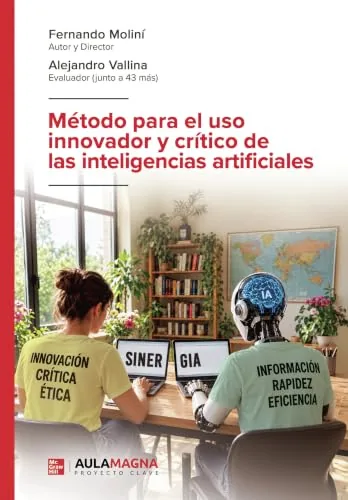 Fernando Moliní
Autor y Director
Alejandro Vallina
Evaluador (junto a 43 más)
Método para el uso
innovador y crítico de
las inteligencias artificiales
IA
INNOVACIÓN
CRÍTICA
ÉTICA
SINER GIA
INFORMACIÓN
RAPIDEZ
EFICIENCIA
Mc
Graw
Hill
AULAMAGNA
PROYECTO CLAVE